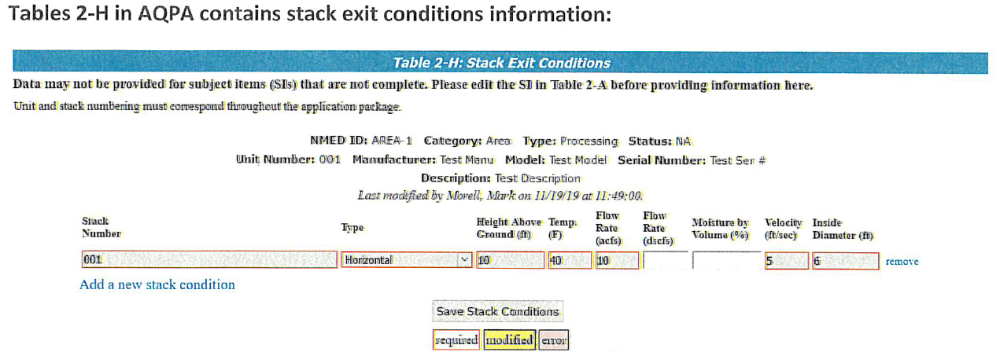 Tables 2-H in AQPA contains stack exit conditions information:
Table 2-H: Stack Exit Conditions
Data may not be provided for subject items (SIs) that are not complete. Please edit the SI in Table 2-A before providing information here.
Unit and stack numbering must correspond throughout the application package.
NMED ID: AREA-1 Category: Area Type: Processing Status: NA
Unit Number: 001 Manufacturer: Test Manu Model: Test Model Serial Number: Test Ser #
Description: Test Description
Last modified by Morell, Mark on 11/19/19 at 11:49:00.
Stack Number Type Height Above Ground (ft) Temp. (F) Flow Rate (acfs) Flow Rate (dscfs) Moisture by Volume (%) Velocity (ft/sec) Inside Diameter (ft)
001 Horizontal 10 40 10 5 6 remove
Add a new stack condition
Save Stack Conditions
required modified error